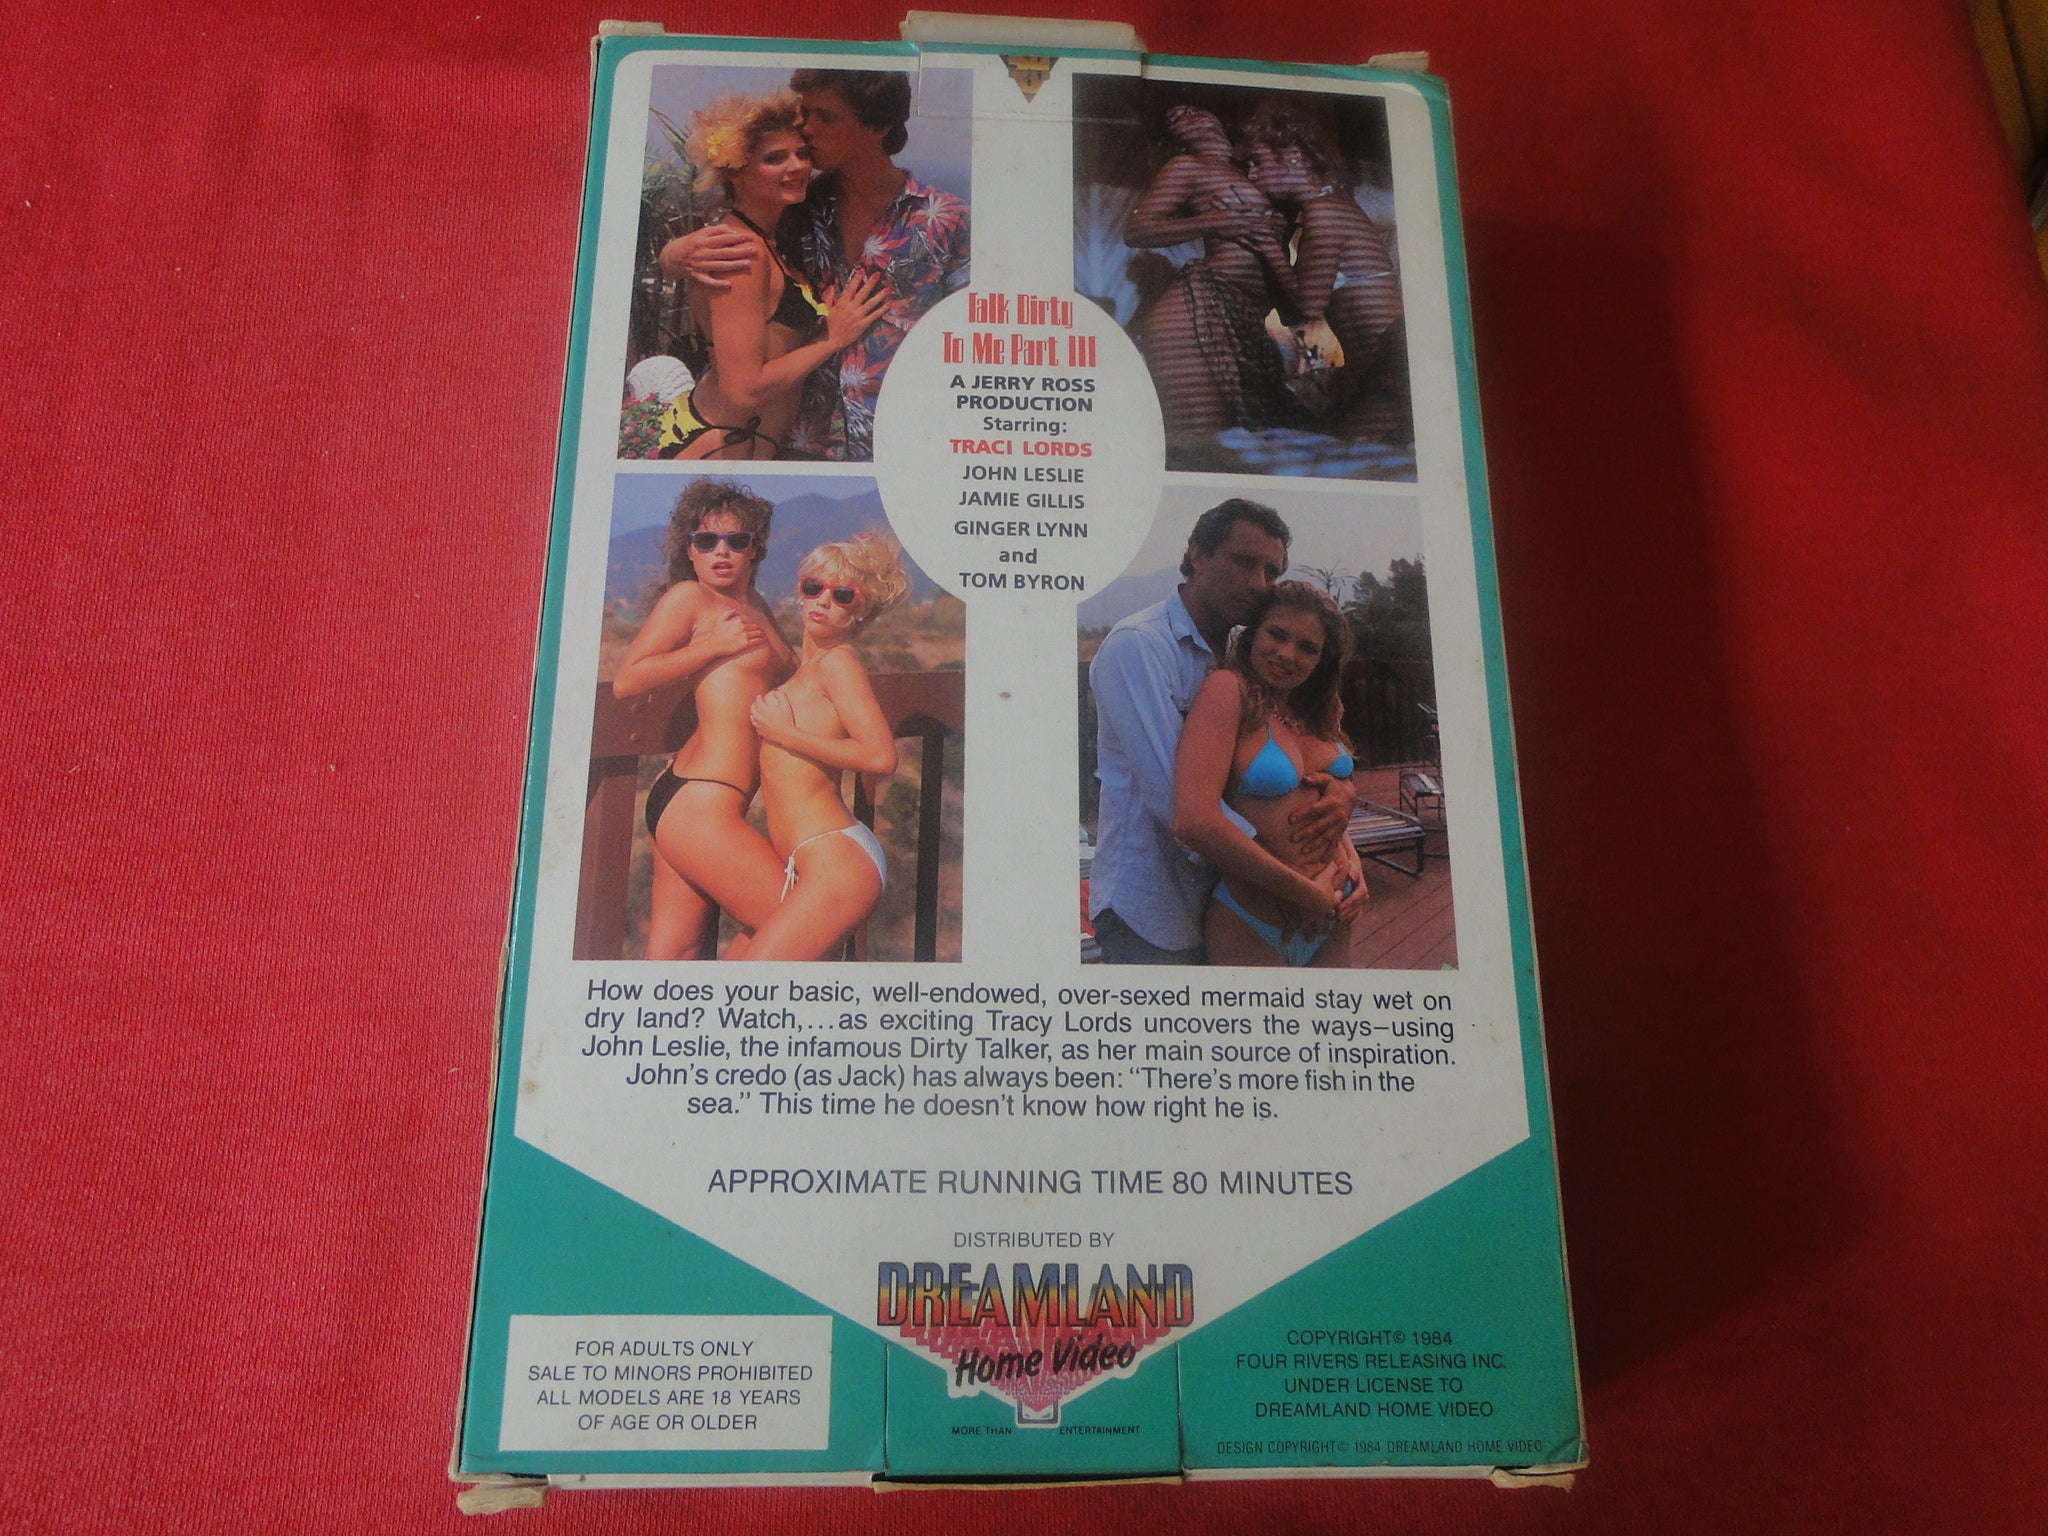 Talk Dirty
To Me Part III
A JERRY ROSS
PRODUCTION
Starring:
TRACI LORDS
JOHN LESLIE
JAMIE GILLIS
GINGER LYNN
and
TOM BYRON
How does your basic, well-endowed, over-sexed mermaid stay wet on
dry land? Watch,...as exciting Tracy Lords uncovers the ways–using
John Leslie, the infamous Dirty Talker, as her main source of inspiration.
John's credo (as Jack) has always been: "There's more fish in the
sea." This time he doesn't know how right he is.
APPROXIMATE RUNNING TIME 80 MINUTES
DISTRIBUTED BY
DREAMLAND
Home Video
MORE THAN ENTERTAINMENT
FOR ADULTS ONLY
SALE TO MINORS PROHIBITED
ALL MODELS ARE 18 YEARS
OF AGE OR OLDER
COPYRIGHT© 1984
FOUR RIVERS RELEASING INC.
UNDER LICENSE TO
DREAMLAND HOME VIDEO
DESIGN COPYRIGHT© 1984 DREAMLAND HOME VIDEO